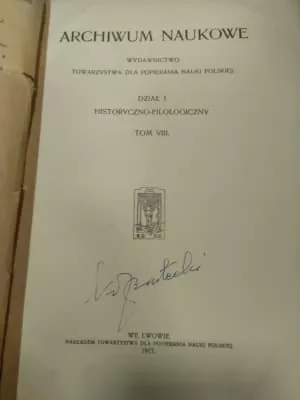 ARCHIWUM NAUKOWE
WYDAWNICTWO
TOWARZYSTWA DLA POPIERANIA NAUKI POLSKIEJ.
DZIAŁ I
HISTORYCZNO-FILOLOGICZNY
TOM VIII.
WE LWOWIE
NAKŁADEM TOWARZYSTWA DLA POPIERANIA NAUKI POLSKIEJ.